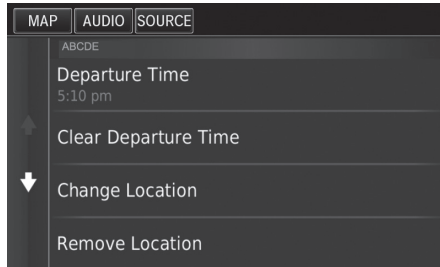 MAP AUDIO SOURCE
ABCDE
Departure Time
5:10 pm
Clear Departure Time
Change Location
Remove Location